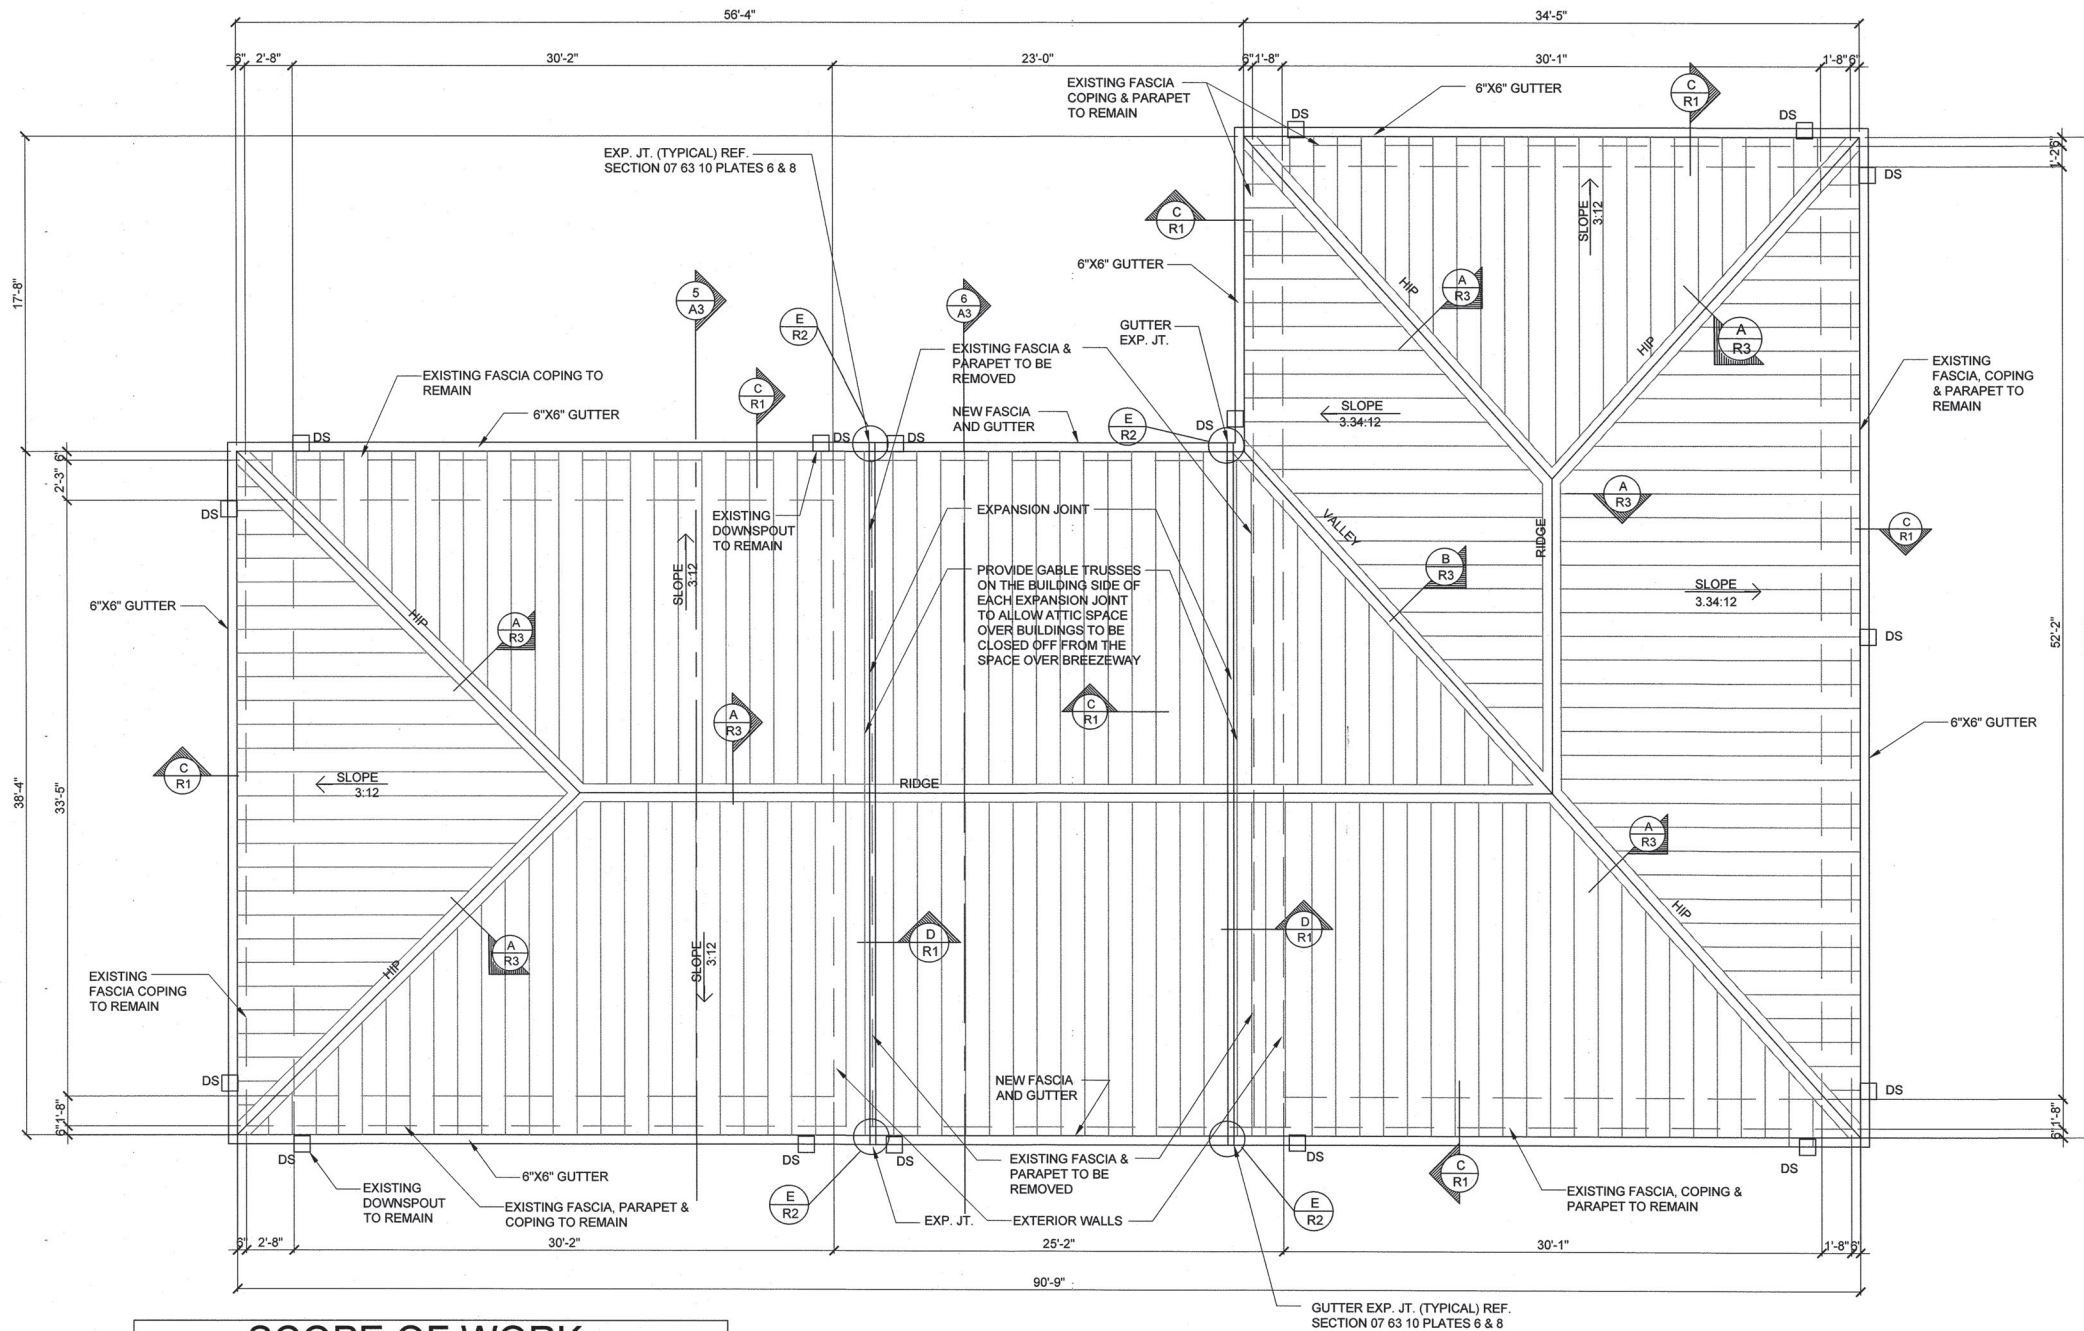 56'-4"
34'-5"
6" 2'-8"
30'-2"
23'-0"
6" 1'-8"
30'-1"
1'-8" 6"
EXISTING FASCIA
COPING & PARAPET
TO REMAIN
6"X6" GUTTER
C
R1
DS
DS
EXP. JT. (TYPICAL) REF.
SECTION 07 63 10 PLATES 6 & 8
1'-2" 6"
DS
C
R1
SLOPE
3:12
17'-8"
6"X6" GUTTER
5
A3
6
A3
E
R2
HIP
A
R3
HIP
A
R3
GUTTER
EXP. JT.
EXISTING FASCIA &
PARAPET TO BE
REMOVED
EXISTING
FASCIA, COPING
& PARAPET TO
REMAIN
EXISTING FASCIA COPING TO
REMAIN
C
R1
6"X6" GUTTER
NEW FASCIA
AND GUTTER
E
R2
DS
SLOPE
3.34:12
DS
DS
DS
6"
2'-3"
DS
EXISTING
DOWNSPOUT
TO REMAIN
EXPANSION JOINT
VALLEY
RIDGE
A
R3
C
R1
SLOPE
3:12
PROVIDE GABLE TRUSSES
ON THE BUILDING SIDE OF
EACH EXPANSION JOINT
TO ALLOW ATTIC SPACE
OVER BUILDINGS TO BE
CLOSED OFF FROM THE
SPACE OVER BREEZEWAY
B
R3
SLOPE
3.34:12
6"X6" GUTTER
HIP
A
R3
DS
52'-2"
A
R3
C
R1
6"X6" GUTTER
C
R1
SLOPE
3:12
RIDGE
38'-4"
33'-5"
A
R3
HIP
D
R1
D
R1
A
R3
HIP
SLOPE
3:12
EXISTING
FASCIA COPING
TO REMAIN
DS
NEW FASCIA
AND GUTTER
DS
1'-8"
6"
1'-8"
6"
DS
DS
DS
DS
DS
6"X6" GUTTER
EXISTING
DOWNSPOUT
TO REMAIN
EXISTING FASCIA, PARAPET &
COPING TO REMAIN
E
R2
EXISTING FASCIA &
PARAPET TO BE
REMOVED
EXP. JT.
EXTERIOR WALLS
E
R2
C
R1
EXISTING FASCIA, COPING &
PARAPET TO REMAIN
6" 2'-8"
30'-2"
25'-2"
30'-1"
1'-8" 6"
90'-9"
GUTTER EXP. JT. (TYPICAL) REF.
SECTION 07 63 10 PLATES 6 & 8
SCOPE OF WORK